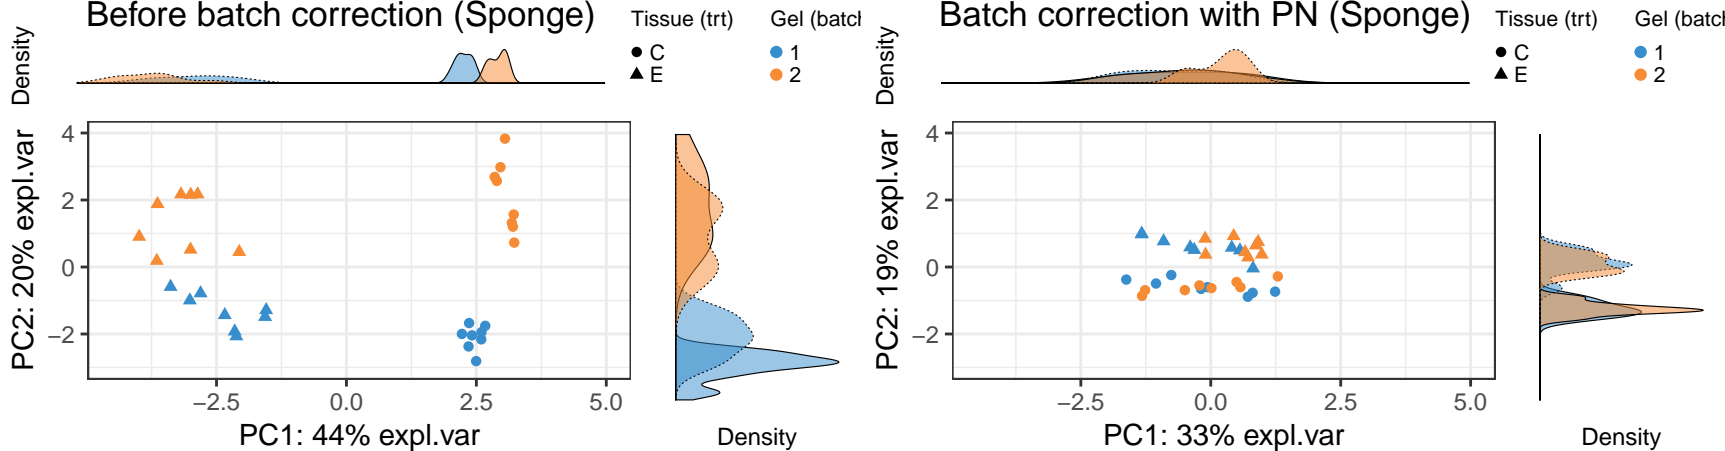 Before batch correction (Sponge)
Density
Tissue (trt)
C
E
Gel (batch
1
2
PC2: 20% expl.var
4
2
0
−2
−2.5
0.0
2.5
5.0
PC1: 44% expl.var
Density
Batch correction with PN (Sponge)
Density
Tissue (trt)
C
E
Gel (batch
1
2
PC2: 19% expl.var
4
2
0
−2
−2.5
0.0
2.5
5.0
PC1: 33% expl.var
Density